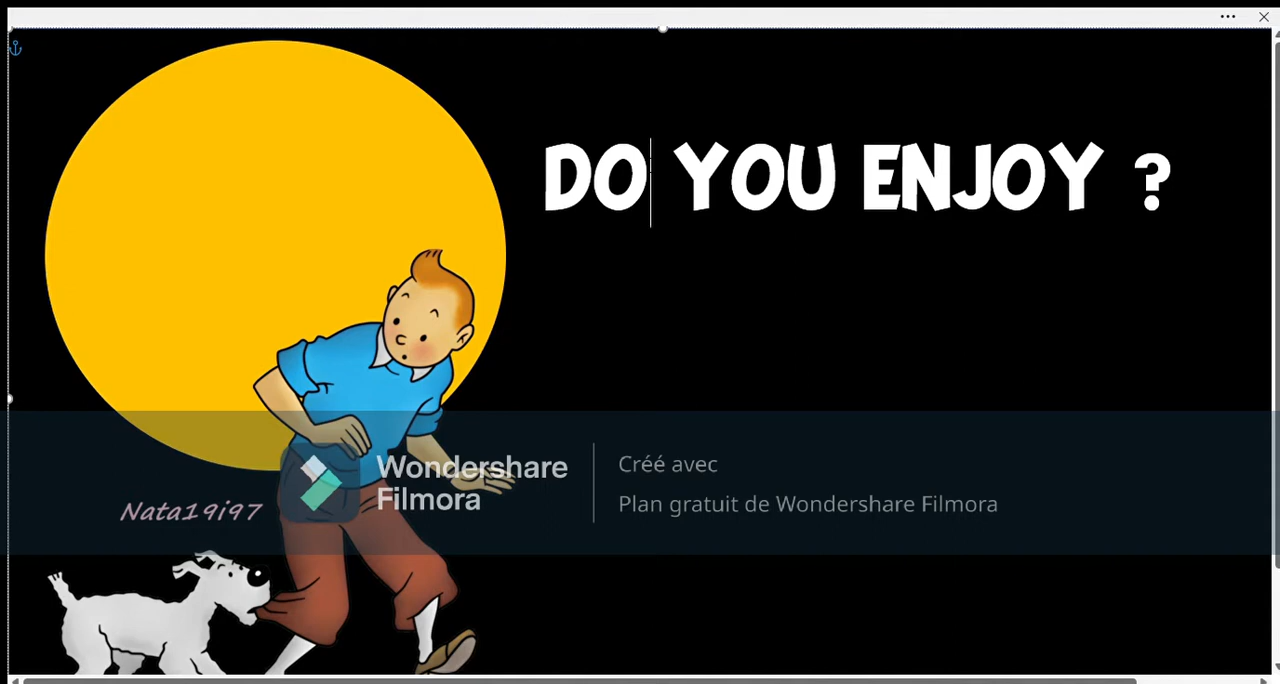 DO YOU ENJOY ?
Wondershare
Filmora
Créé avec
Plan gratuit de Wondershare Filmora
Nata19i97